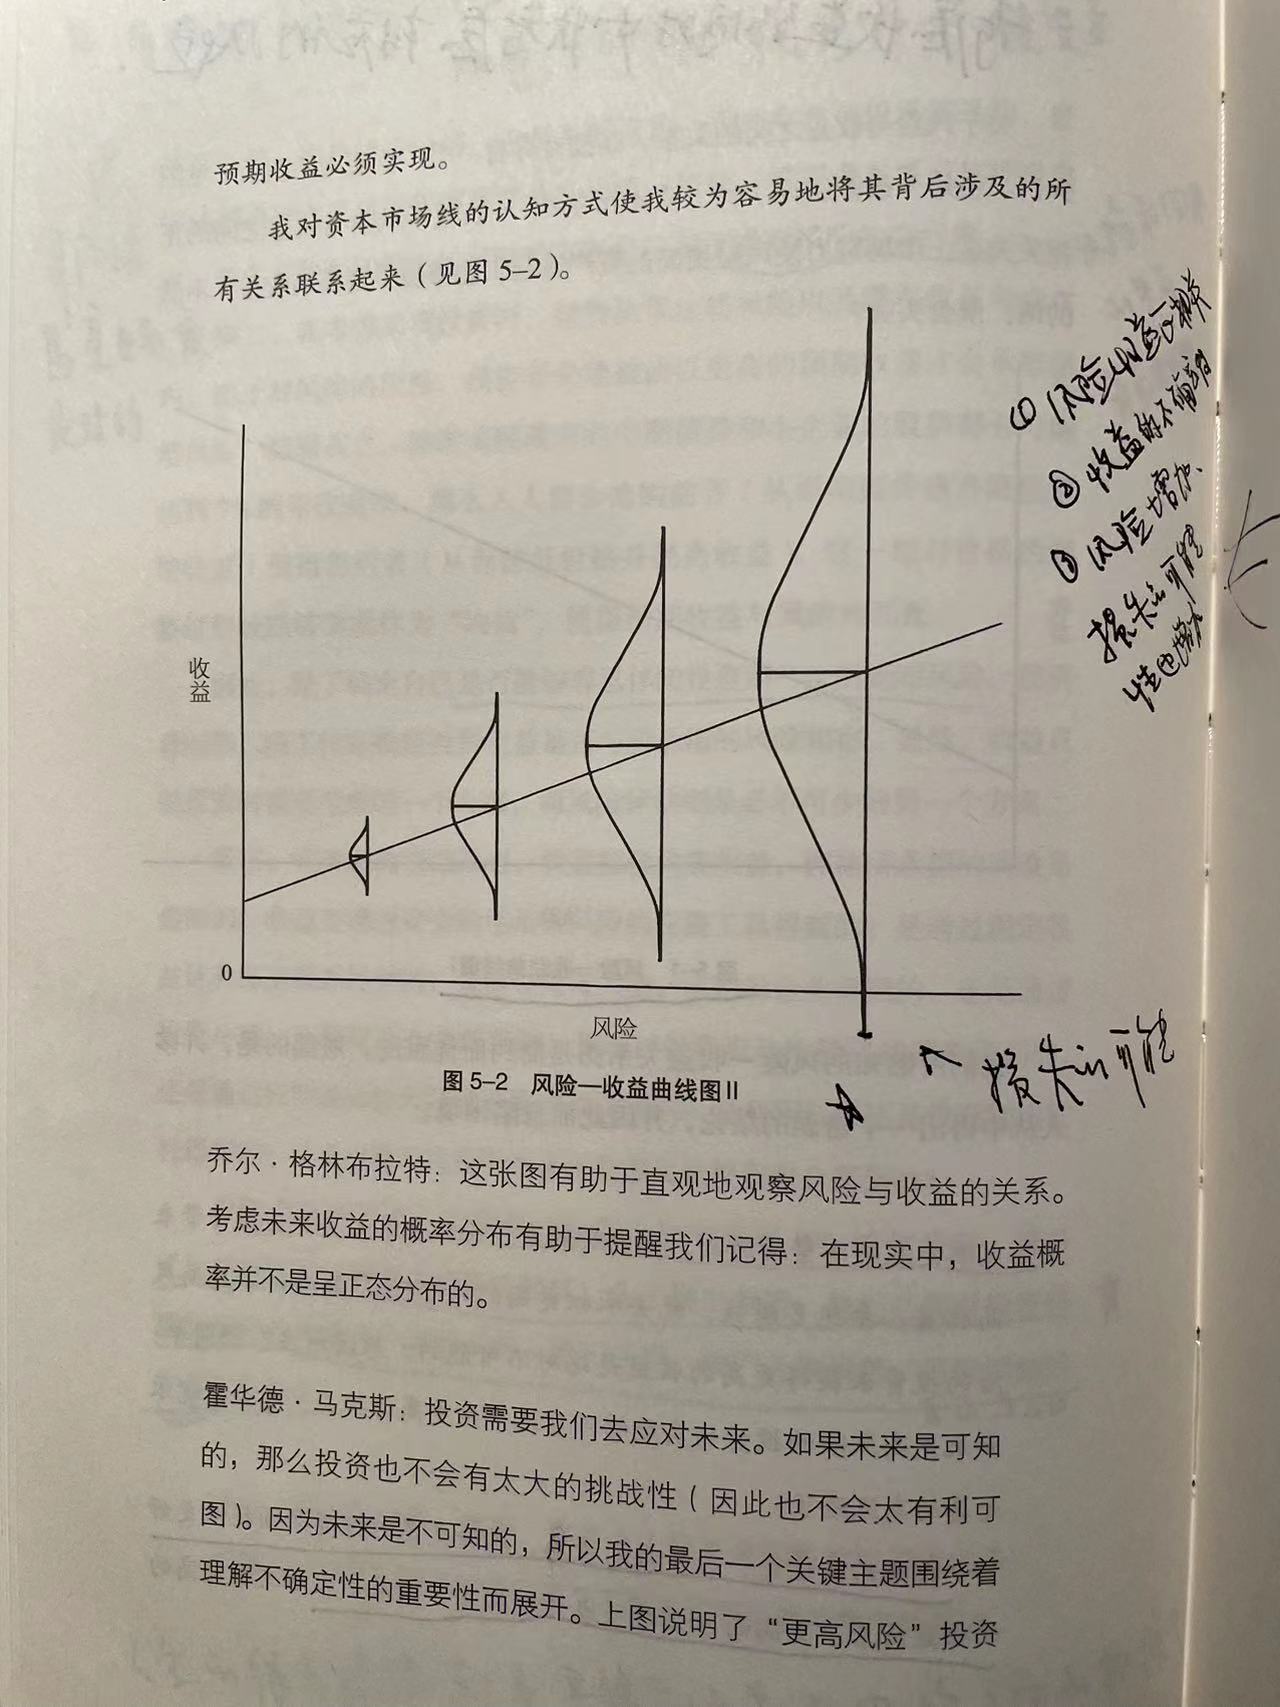 预期收益必须实现。
我对资本市场线的认知方式使我较为容易地将其背后涉及的所
有关系联系起来（见图 5–2）。
① 风险收益正相关
② 收益的不确定
③ 风险增加、
损失的可能
性也增大
收益
0
风险
损失的可能
图 5–2 风险—收益曲线图Ⅱ
乔尔·格林布拉特：这张图有助于直观地观察风险与收益的关系。
考虑未来收益的概率分布有助于提醒我们记得：在现实中，收益概
率并不是呈正态分布的。
霍华德·马克斯：投资需要我们去应对未来。如果未来是可知
的，那么投资也不会有太大的挑战性（因此也不会太有利可
图）。因为未来是不可知的，所以我的最后一个关键主题围绕着
理解不确定性的重要性而展开。上图说明了“更高风险”投资